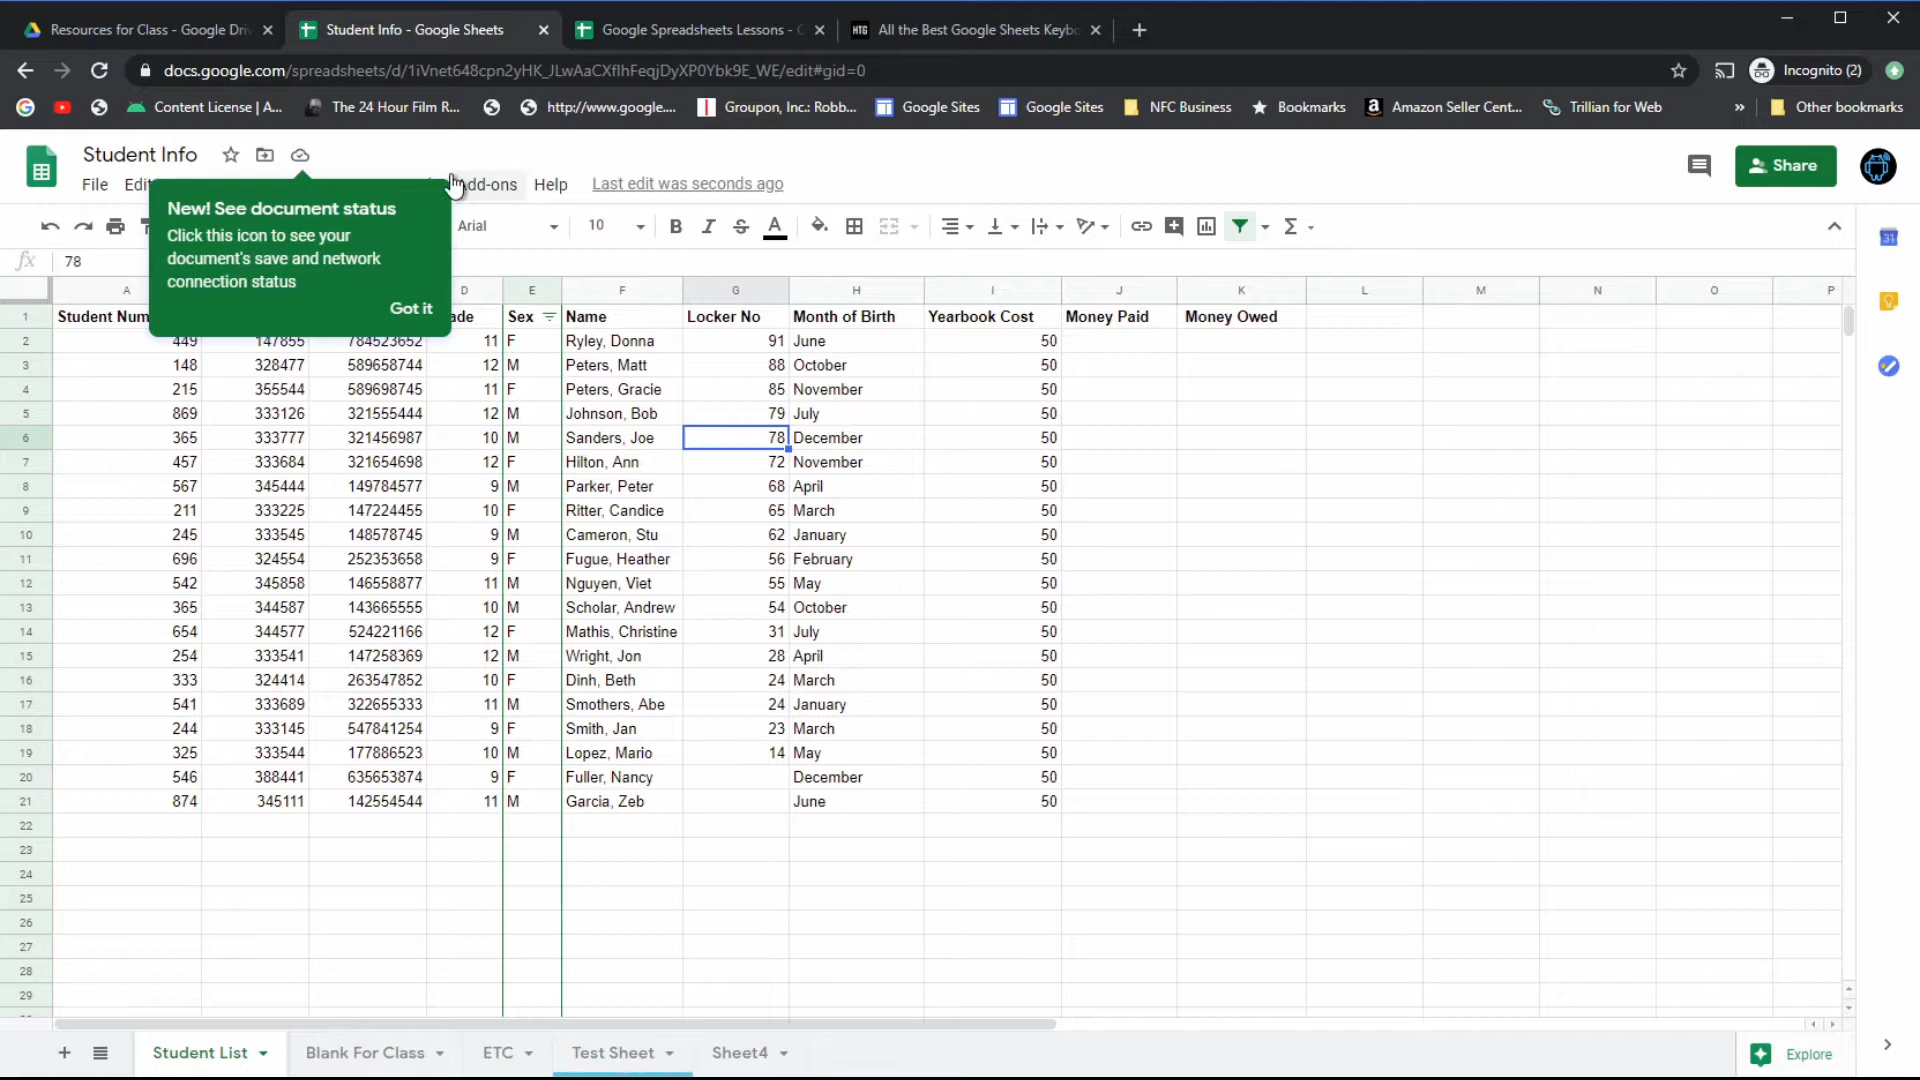 Resources for Class - Google Driv
Student Info - Google Sheets
Google Spreadsheets Lessons -
HTG All the Best Google Sheets Keybo
docs.google.com/spreadsheets/d/1iVnet648cpn2yHK_JLwAaCXfIhFeqjDyXP0Ybk9E_WE/edit#gid=0
Incognito (2)
Content License | A...
The 24 Hour Film R...
http://www.google....
Groupon, Inc.: Robb...
Google Sites
Google Sites
NFC Business
Bookmarks
Amazon Seller Cent...
Trillian for Web
»
Other bookmarks
Student Info
File Edit Add-ons Help Last edit was seconds ago
Share
New! See document status
Click this icon to see your
document's save and network
connection status
Got it
Arial 10
fx 78
A D E F G H I J K L M N O P
1 Student Num ade Sex Name Locker No Month of Birth Yearbook Cost Money Paid Money Owed
2 449 147855 784523652 11 F Ryley, Donna 91 June 50
3 148 328477 589658744 12 M Peters, Matt 88 October 50
4 215 355544 589698745 11 F Peters, Gracie 85 November 50
5 869 333126 321555444 12 M Johnson, Bob 79 July 50
6 365 333777 321456987 10 M Sanders, Joe 78 December 50
7 457 333684 321654698 12 F Hilton, Ann 72 November 50
8 567 345444 149784577 9 M Parker, Peter 68 April 50
9 211 333225 147224455 10 F Ritter, Candice 65 March 50
10 245 333545 148578745 9 M Cameron, Stu 62 January 50
11 696 324554 252353658 9 F Fugue, Heather 56 February 50
12 542 345858 146558877 11 M Nguyen, Viet 55 May 50
13 365 344587 143665555 10 M Scholar, Andrew 54 October 50
14 654 344577 524221166 12 F Mathis, Christine 31 July 50
15 254 333541 147258369 12 M Wright, Jon 28 April 50
16 333 324414 263547852 10 F Dinh, Beth 24 March 50
17 541 333689 322655333 11 M Smothers, Abe 24 January 50
18 244 333145 547841254 9 F Smith, Jan 23 March 50
19 325 333544 177886523 10 M Lopez, Mario 14 May 50
20 546 388441 635653874 9 F Fuller, Nancy December 50
21 874 345111 142554544 11 M Garcia, Zeb June 50
22
23
24
25
26
27
28
29
Student List Blank For Class ETC Test Sheet Sheet4
Explore